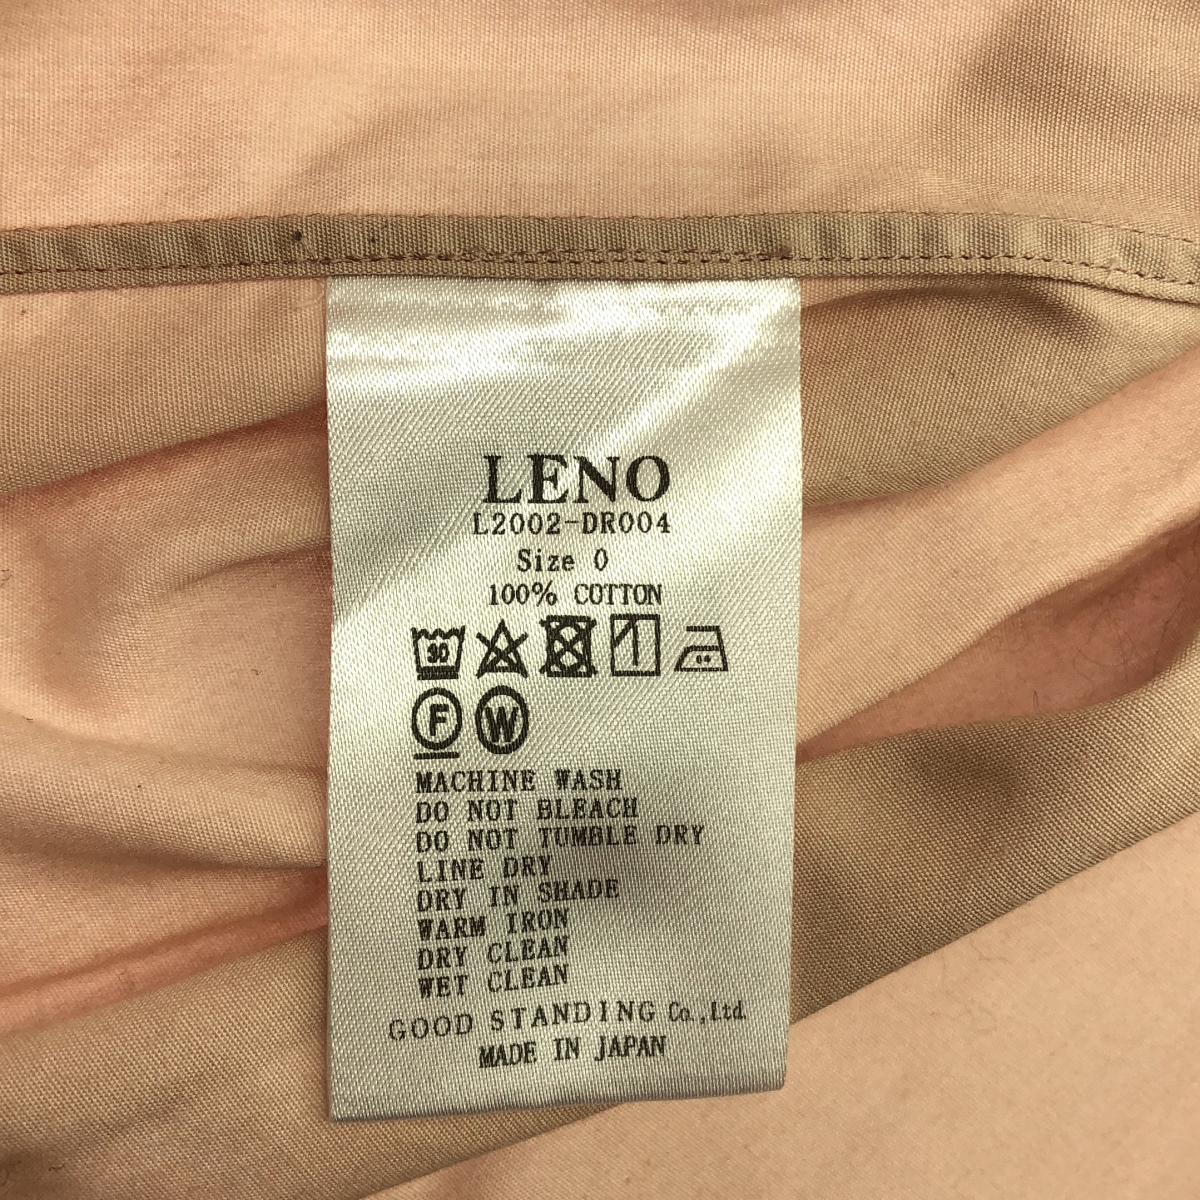 LENO
L2002-DR004
Size 0
100% COTTON
30
F W
MACHINE WASH
DO NOT BLEACH
DO NOT TUMBLE DRY
LINE DRY
DRY IN SHADE
WARM IRON
DRY CLEAN
WET CLEAN
GOOD STANDING Co.,Ltd.
MADE IN JAPAN